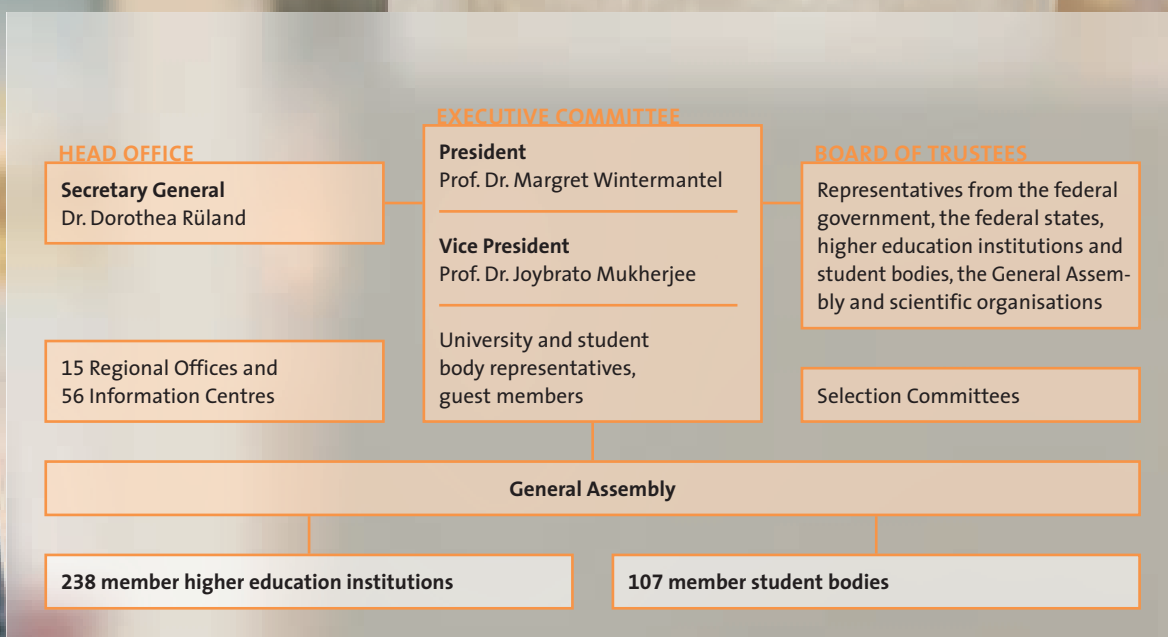 EXECUTIVE COMMITTEE
HEAD OFFICE
BOARD OF TRUSTEES
Secretary General
Dr. Dorothea Rüland
President
Prof. Dr. Margret Wintermantel
Vice President
Prof. Dr. Joybrato Mukherjee
University and student
body representatives,
guest members
Representatives from the federal
government, the federal states,
higher education institutions and
student bodies, the General Assem-
bly and scientific organisations
15 Regional Offices and
56 Information Centres
Selection Committees
General Assembly
238 member higher education institutions
107 member student bodies